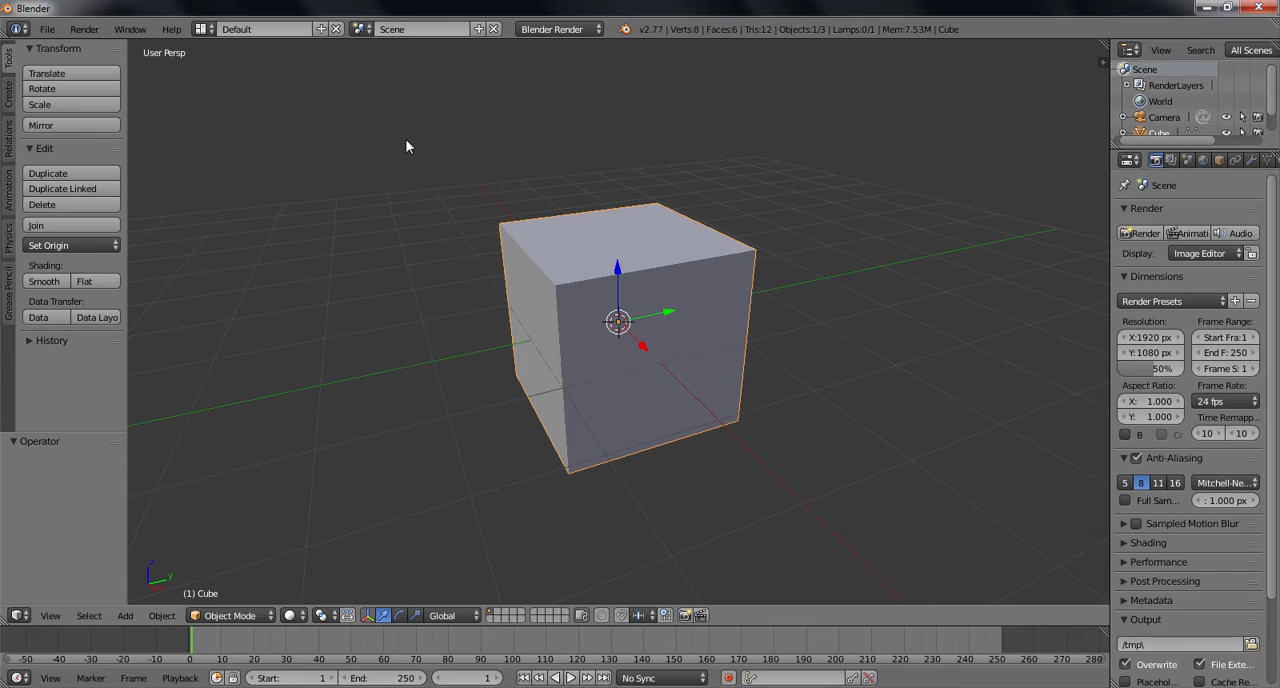 Blender
File Render Window Help Default Scene Blender Render v2.77 | Verts:8 | Faces:6 | Tris:12 | Objects:1/3 | Lamps:0/1 | Mem:7.53M | Cube
Tools
Create
Relations
Animation
Physics
Grease Pencil
Transform
Translate
Rotate
Scale
Mirror
Edit
Duplicate
Duplicate Linked
Delete
Join
Set Origin
Shading:
Smooth Flat
Data Transfer:
Data Data Layo
History
Operator
User Persp
z
y
(1) Cube
View Select Add Object Object Mode Global
View Search All Scenes
Scene
RenderLayers
World
Camera
Cube
Scene
Render
Render Animati Audio
Display: Image Editor
Dimensions
Render Presets
Resolution: Frame Range:
X:1920 px Start Fra:1
Y:1080 px End F: 250
50% Frame S: 1
Aspect Ratio: Frame Rate:
X: 1.000 24 fps
Y: 1.000 Time Remapp...
B Cr 10 10
Anti-Aliasing
5 8 11 16 Mitchell-Ne...
Full Sam... : 1.000 px
Sampled Motion Blur
Shading
Performance
Post Processing
Metadata
Output
/tmp\
Overwrite File Exte...
Placehol... Cache Re...
-50 -40 -30 -20 -10 0 10 20 30 40 50 60 70 80 90 100 110 120 130 140 150 160 170 180 190 200 210 220 230 240 250 260 270 280
View Marker Frame Playback Start: 1 End: 250 1 No Sync